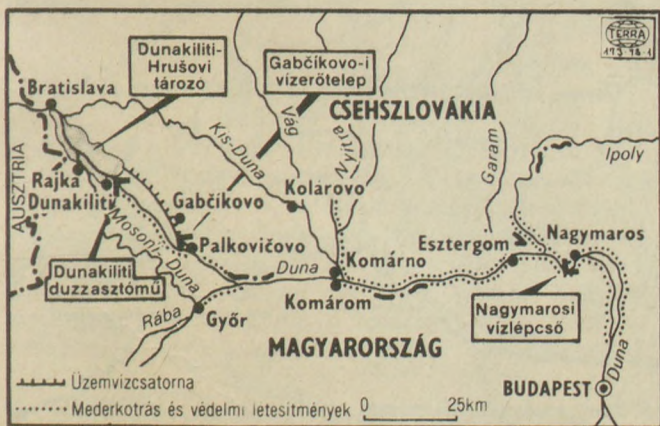 TERRA
Dunakiliti-
Hrušovi
tározó
Gabčíkovo-i
vízerőtelep
Bratislava
CSEHSZLOVÁKIA
Vág
Nyitra
Garam
Ipoly
Kis-Duna
AUSZTRIA
Rajka
Dunakiliti
Gabčíkovo
Kolárovo
Mosoni-Duna
Palkovičovo
Esztergom
Nagymaros
Dunakiliti
duzzasztómű
Duna
Komárno
Komárom
Nagymarosi
vízlépcső
Rába
Győr
MAGYARORSZÁG
Duna
BUDAPEST
Üzemvízcsatorna
Mederkotrás és védelmi letesítmények
0 25km